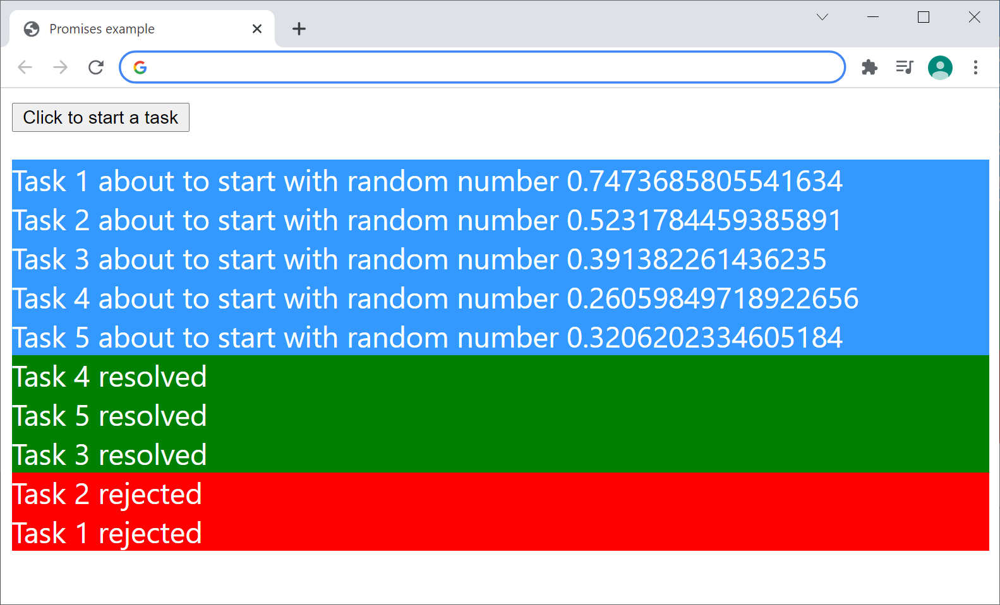 Promises example
Click to start a task
Task 1 about to start with random number 0.7473685805541634
Task 2 about to start with random number 0.5231784459385891
Task 3 about to start with random number 0.391382261436235
Task 4 about to start with random number 0.26059849718922656
Task 5 about to start with random number 0.3206202334605184
Task 4 resolved
Task 5 resolved
Task 3 resolved
Task 2 rejected
Task 1 rejected